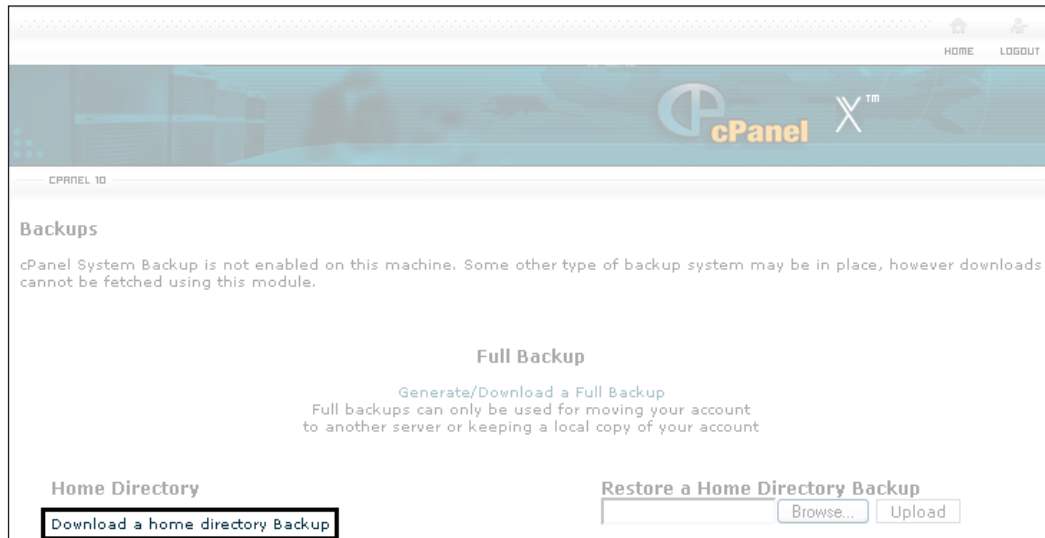 HOME LOGOUT
cPanel X™
CPANEL 10
Backups
cPanel System Backup is not enabled on this machine. Some other type of backup system may be in place, however downloads
cannot be fetched using this module.
Full Backup
Generate/Download a Full Backup
Full backups can only be used for moving your account
to another server or keeping a local copy of your account
Home Directory
Download a home directory Backup
Restore a Home Directory Backup
Browse... Upload